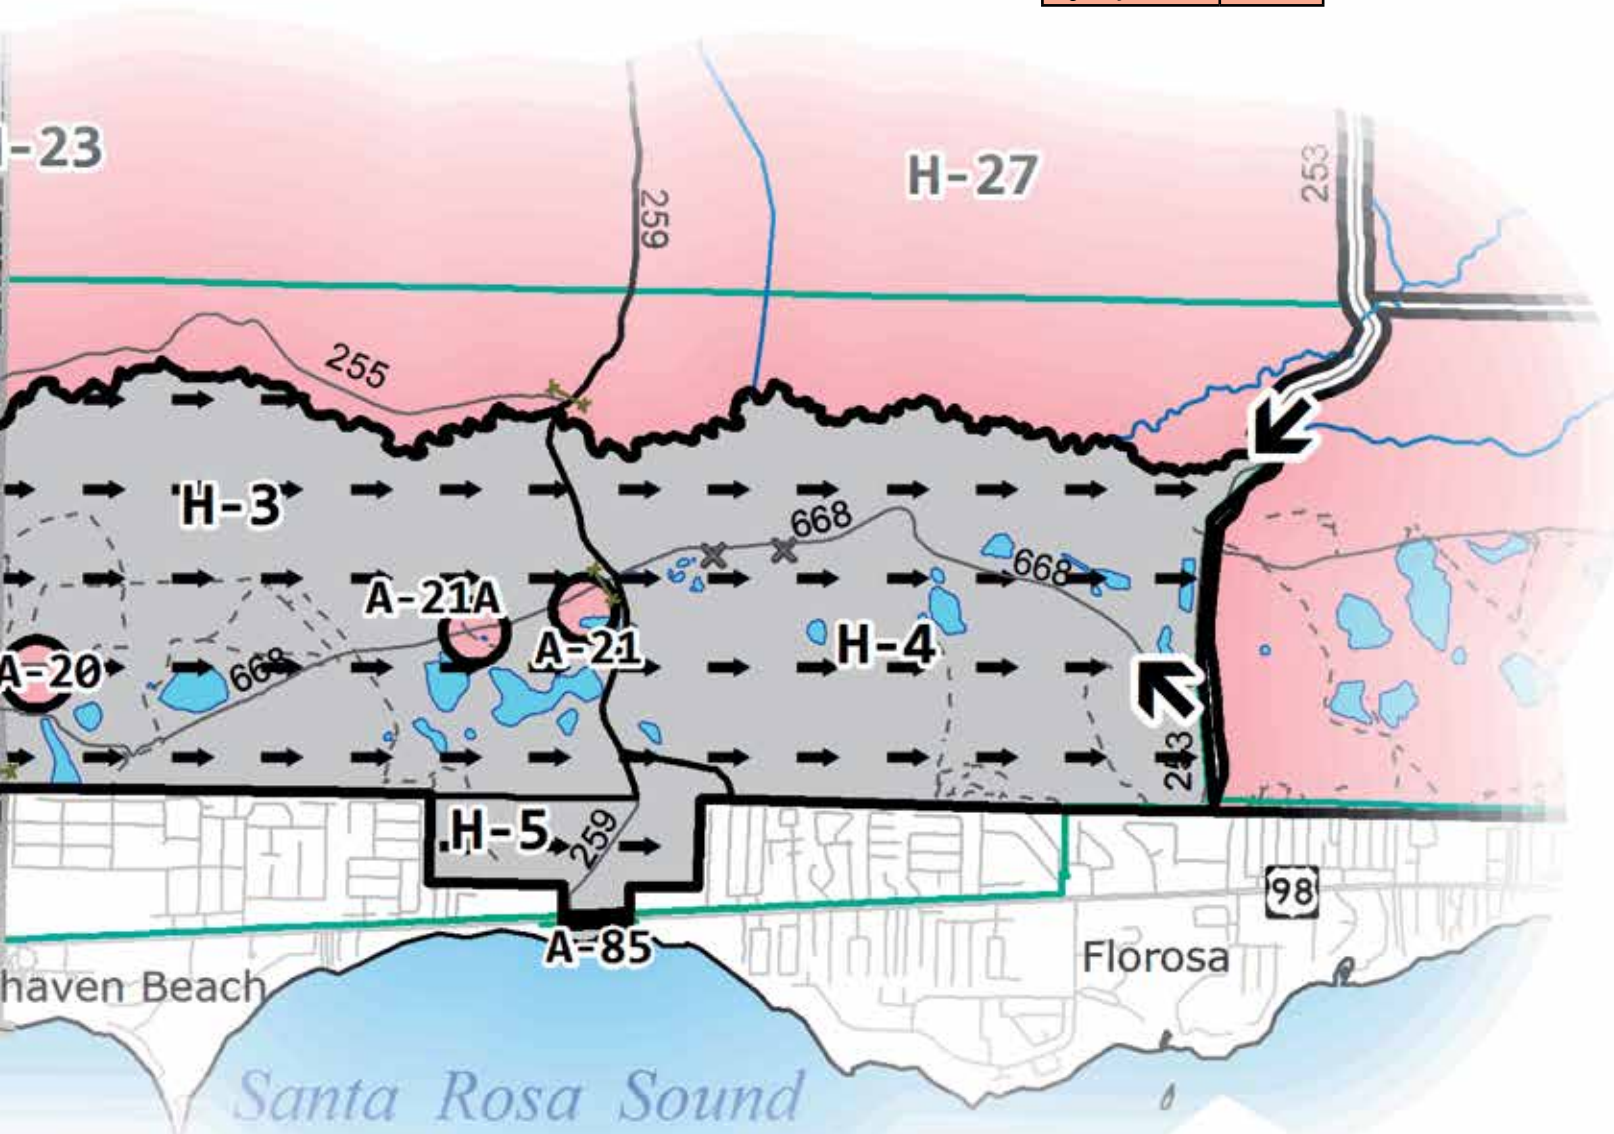 -23
H-27
253
259
255
H-3
668
668
A-21A
A-21
H-4
A-20
668
253
.H-5
259
98
A-85
Florosa
haven Beach
Santa Rosa Sound